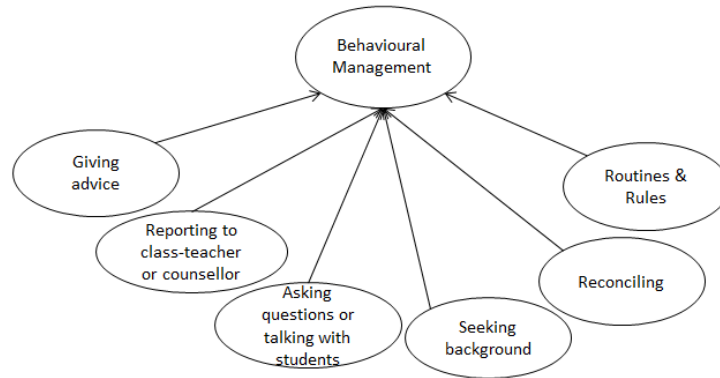 Behavioural
Management
Giving
advice
Reporting to
class-teacher
or counsellor
Asking
questions or
talking with
students
Seeking
background
Reconciling
Routines &
Rules